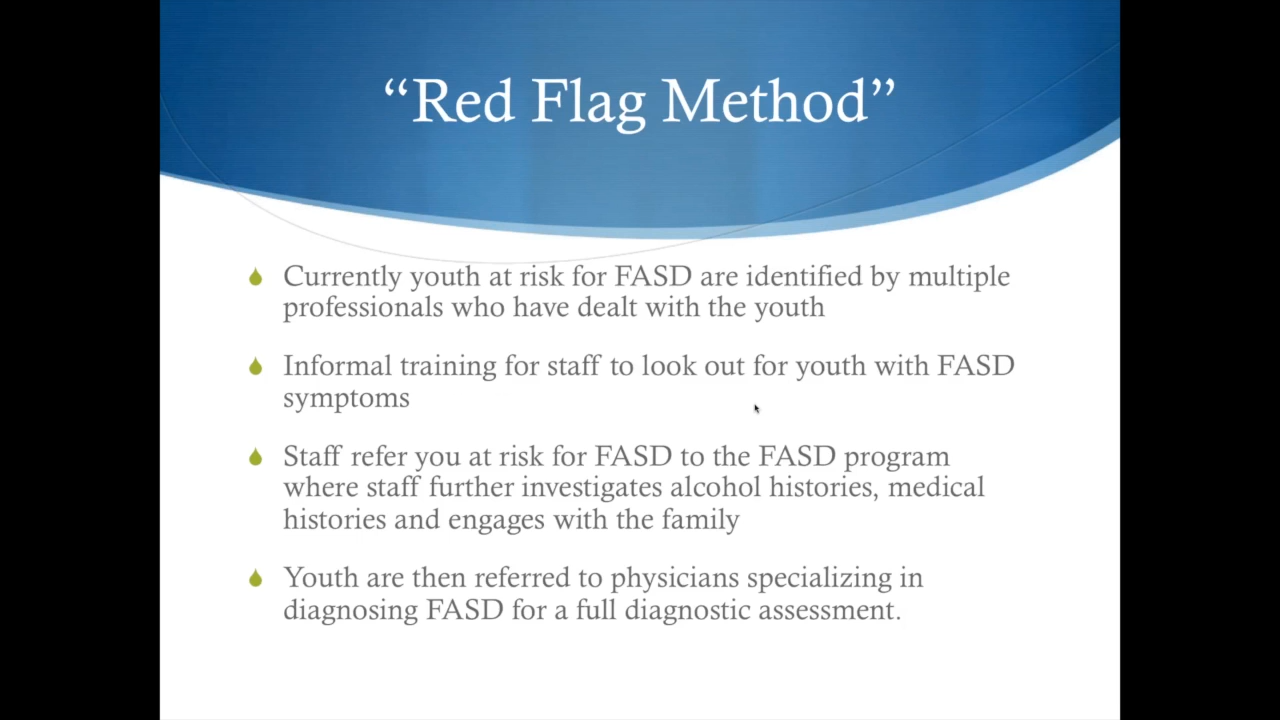 “Red Flag Method”
Currently youth at risk for FASD are identified by multiple
professionals who have dealt with the youth
Informal training for staff to look out for youth with FASD
symptoms
Staff refer you at risk for FASD to the FASD program
where staff further investigates alcohol histories, medical
histories and engages with the family
Youth are then referred to physicians specializing in
diagnosing FASD for a full diagnostic assessment.